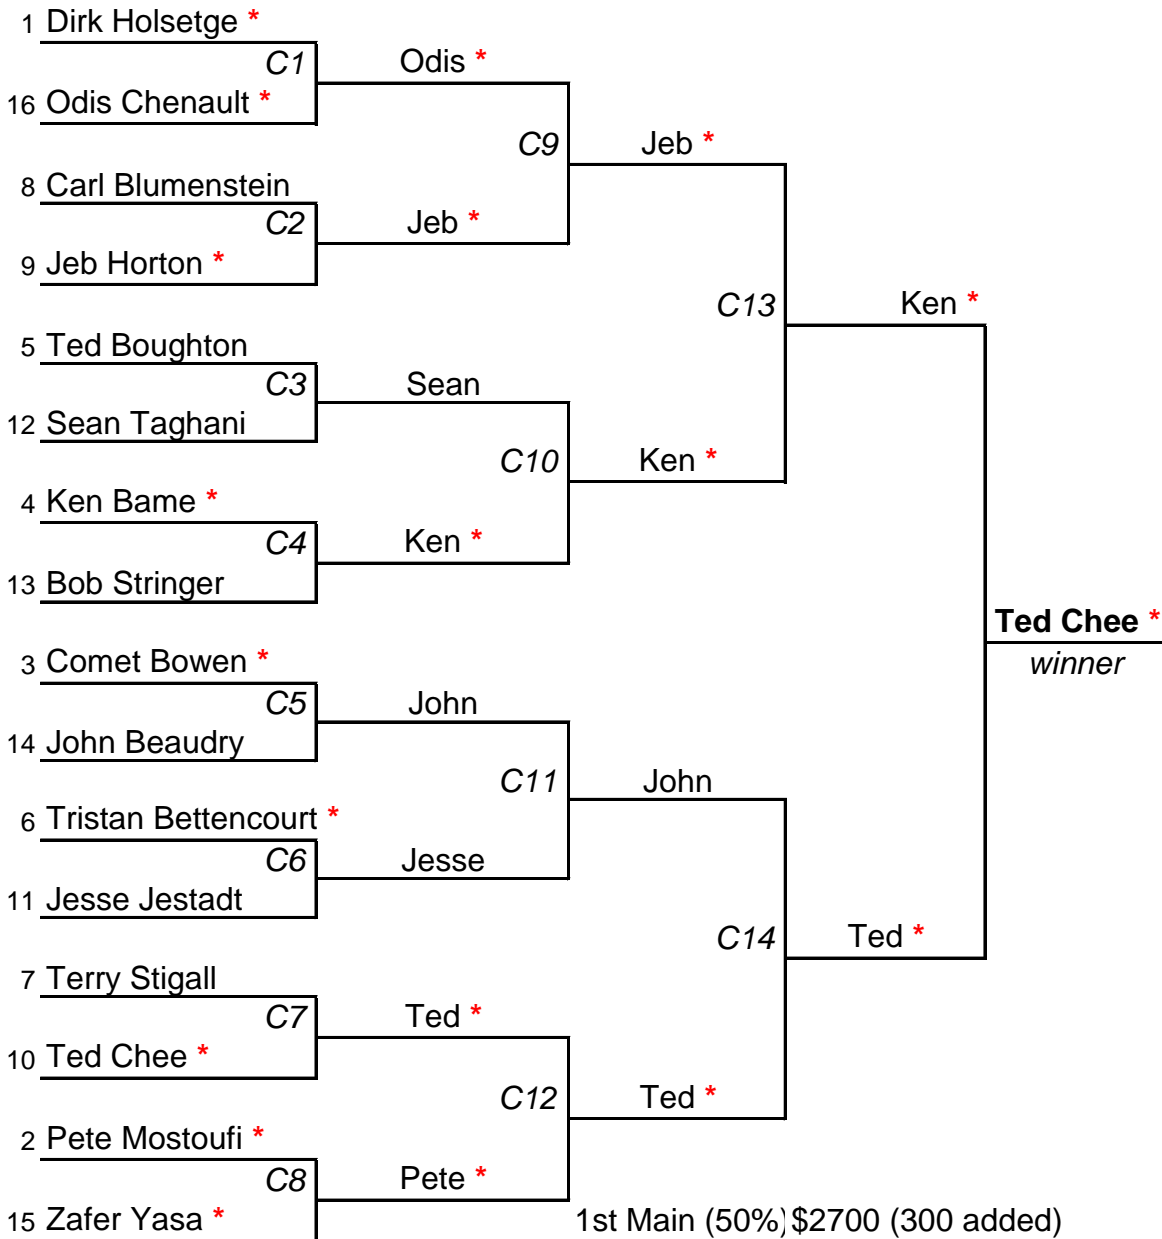 1 Dirk Holsetge *
C1
Odis *
16 Odis Chenault *
C9
Jeb *
8 Carl Blumenstein
C2
Jeb *
9 Jeb Horton *
C13
Ken *
5 Ted Boughton
C3
Sean
12 Sean Taghani
C10
Ken *
4 Ken Bame *
C4
Ken *
13 Bob Stringer
Ted Chee *
winner
3 Comet Bowen *
C5
John
14 John Beaudry
C11
John
6 Tristan Bettencourt *
C6
Jesse
11 Jesse Jestadt
C14
Ted *
7 Terry Stigall
C7
Ted *
10 Ted Chee *
C12
Ted *
2 Pete Mostoufi *
C8
Pete *
15 Zafer Yasa *
1st Main (50%) $2700 (300 added)